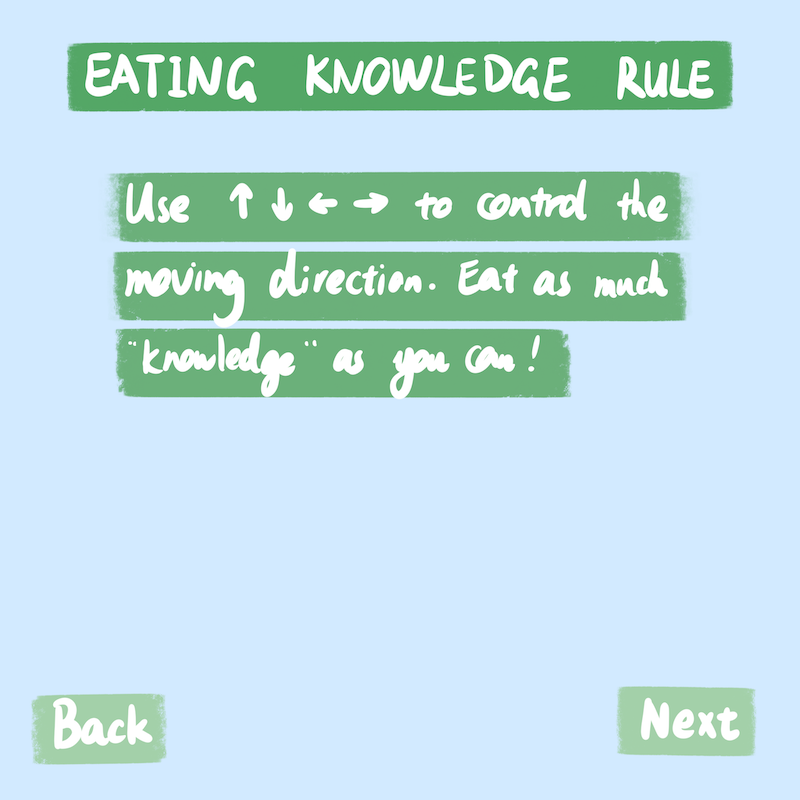 EATING KNOWLEDGE RULE
Use ↑ ↓ ← → to control the
moving direction. Eat as much
"knowledge" as you can!
Back
Next